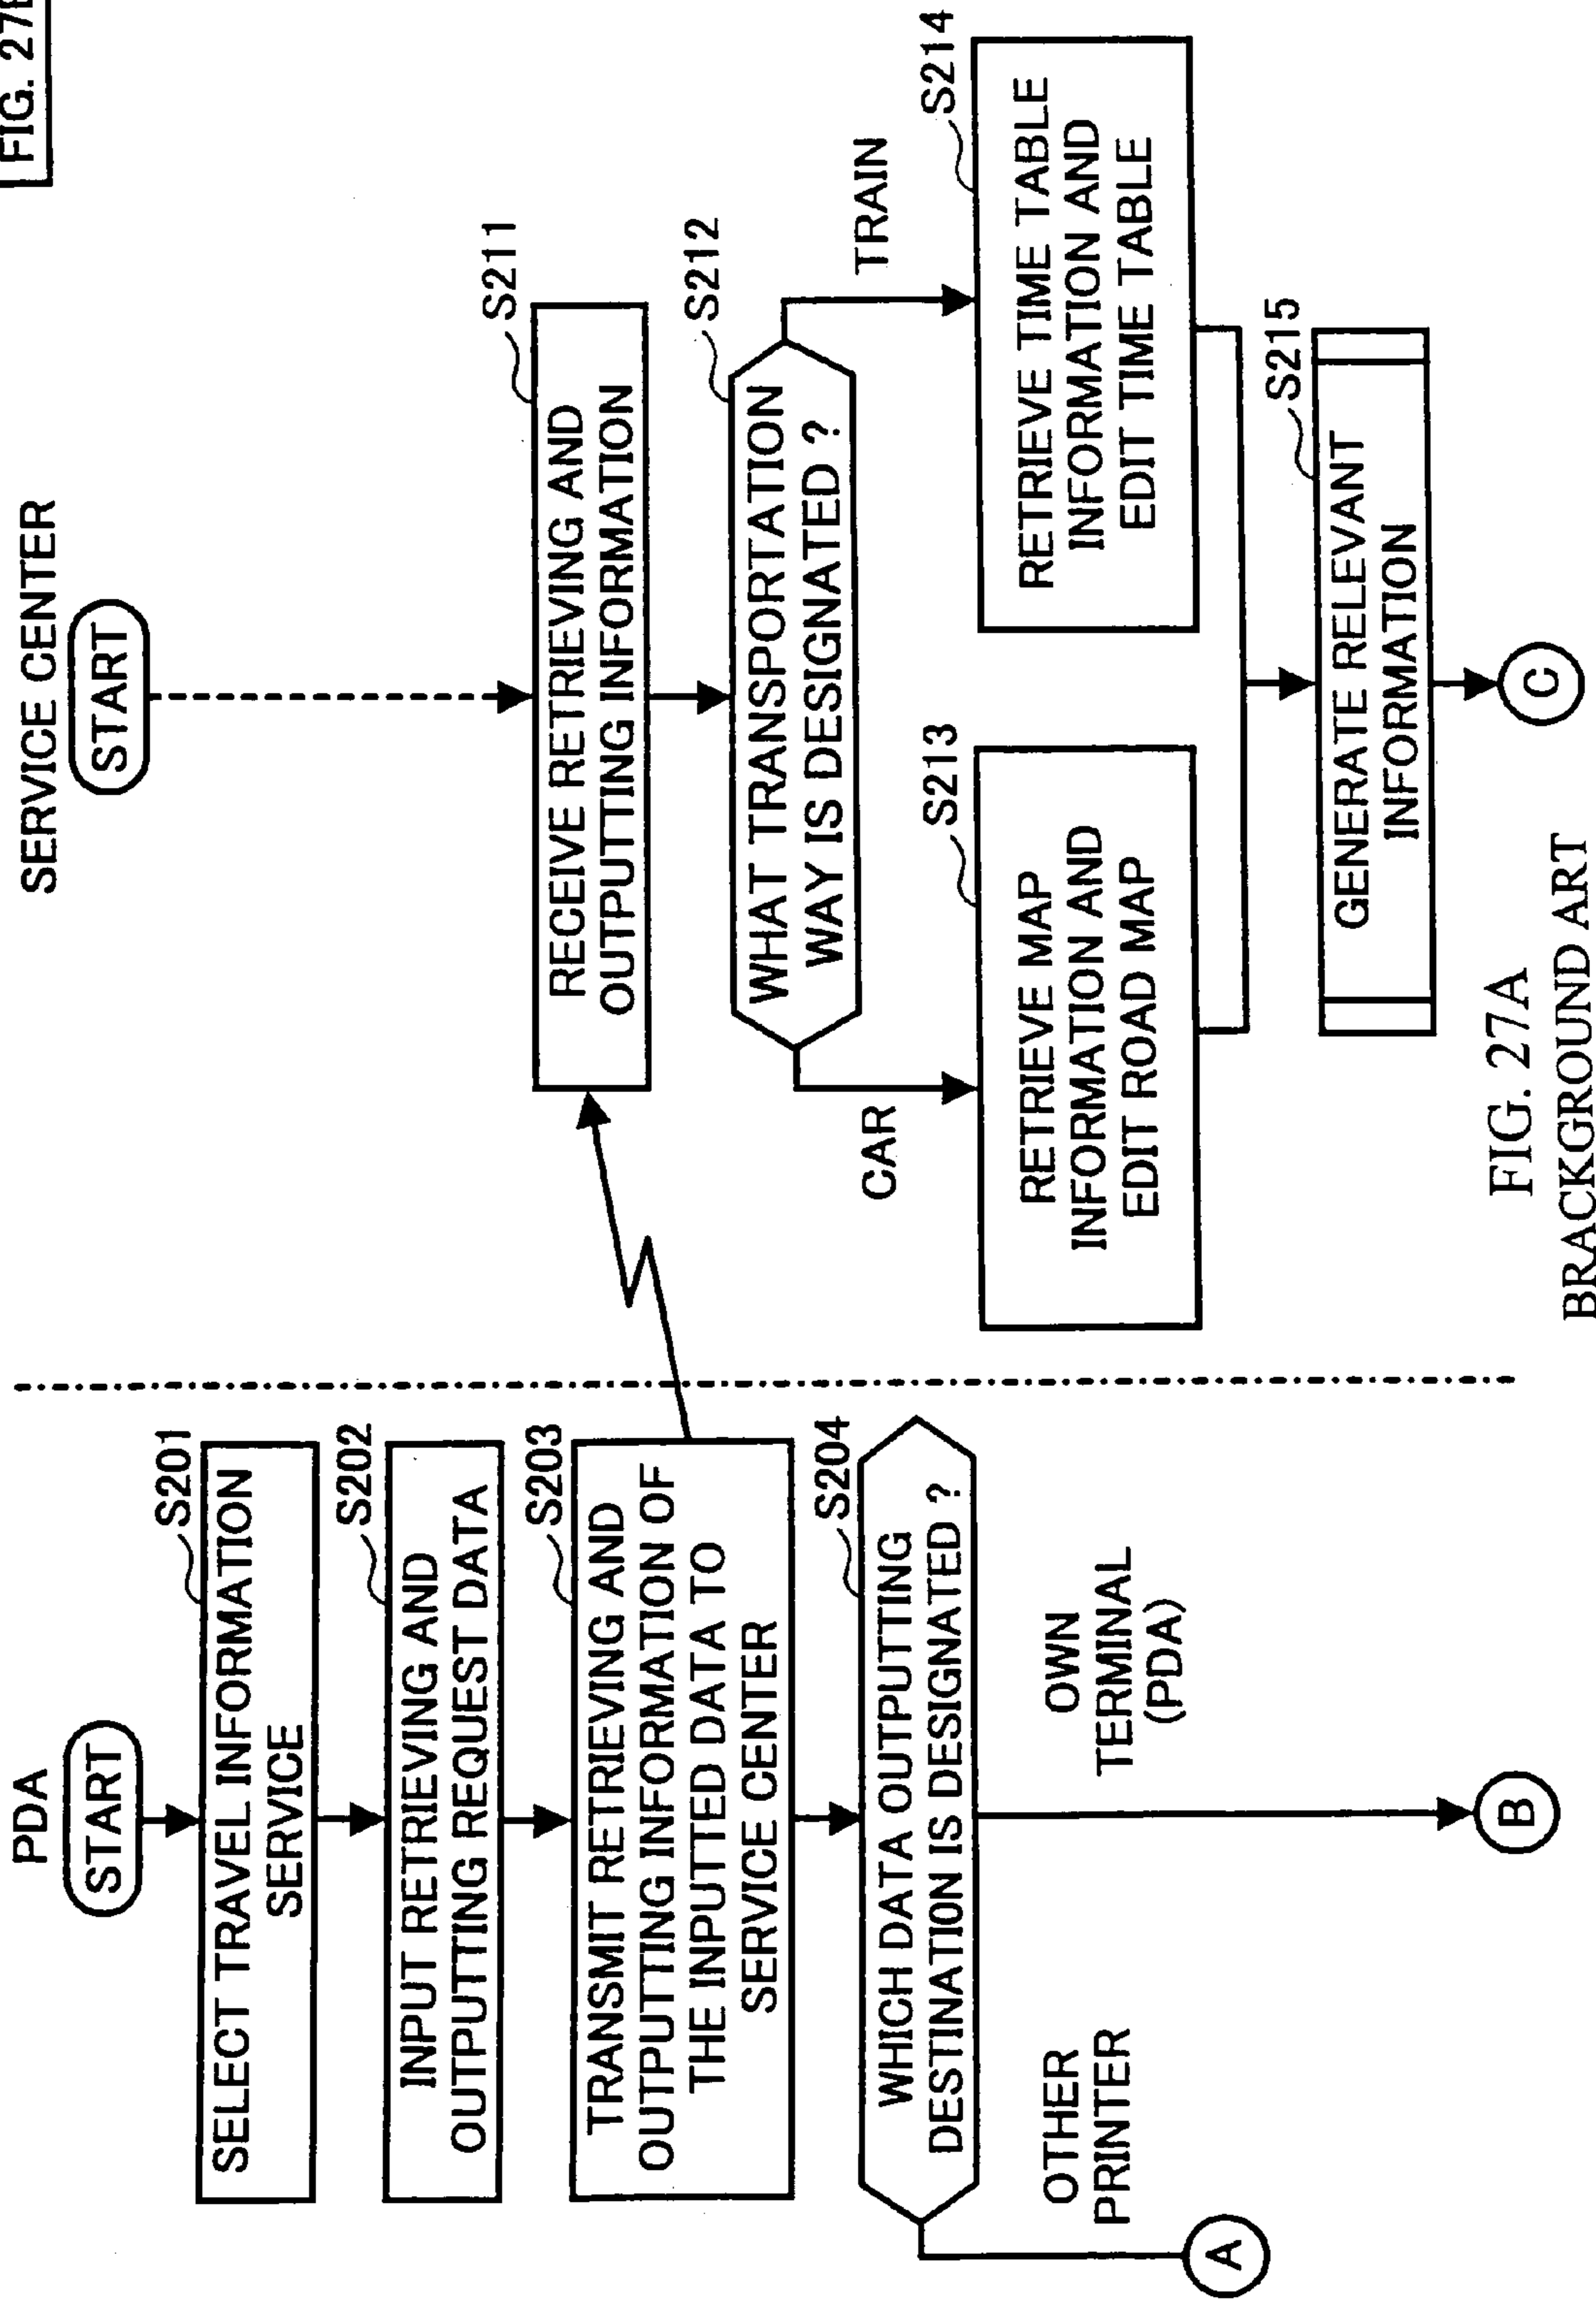 FIG. 27B
PDA
START
S201
SELECT TRAVEL INFORMATION
SERVICE
S202
INPUT RETRIEVING AND
OUTPUTTING REQUEST DATA
S203
TRANSMIT RETRIEVING AND
OUTPUTTING INFORMATION OF
THE INPUTTED DATA TO
SERVICE CENTER
S204
WHICH DATA OUTPUTTING
DESTINATION IS DESIGNATED ?
OTHER
PRINTER
OWN
TERMINAL
(PDA)
A
B
SERVICE CENTER
START
S211
RECEIVE RETRIEVING AND
OUTPUTTING INFORMATION
S212
WHAT TRANSPORTATION
WAY IS DESIGNATED ?
CAR
TRAIN
S213
RETRIEVE MAP
INFORMATION AND
EDIT ROAD MAP
S214
RETRIEVE TIME TABLE
INFORMATION AND
EDIT TIME TABLE
S215
GENERATE RELEVANT
INFORMATION
C
FIG. 27A
BRACKGROUND ART